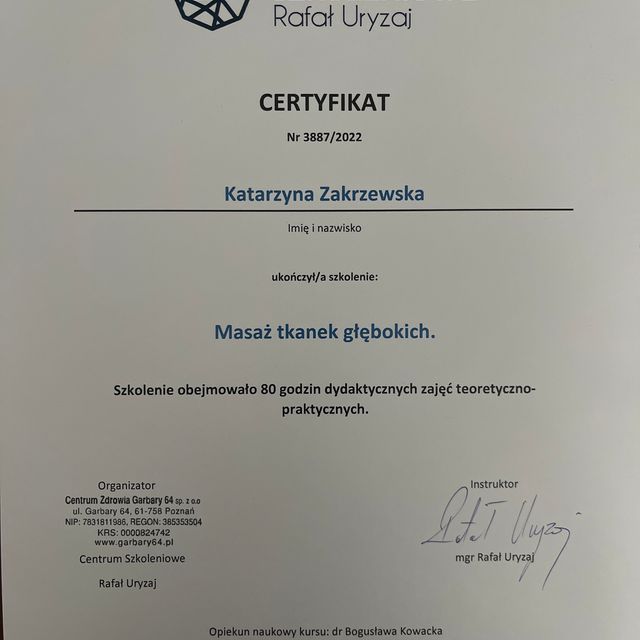 Rafał Uryzaj
CERTYFIKAT
Nr 3887/2022
Katarzyna Zakrzewska
Imię i nazwisko
ukończył/a szkolenie:
Masaż tkanek głębokich.
Szkolenie obejmowało 80 godzin dydaktycznych zajęć teoretyczno-
praktycznych.
Organizator
Centrum Zdrowia Garbary 64 sp. z o.o
ul. Garbary 64, 61-758 Poznań
NIP: 7831811986, REGON: 385353504
KRS: 0000824742
www.garbary64.pl
Centrum Szkoleniowe
Rafał Uryzaj
Instruktor
Rafał Uryzaj
mgr Rafał Uryzaj
Opiekun naukowy kursu: dr Bogusława Kowacka